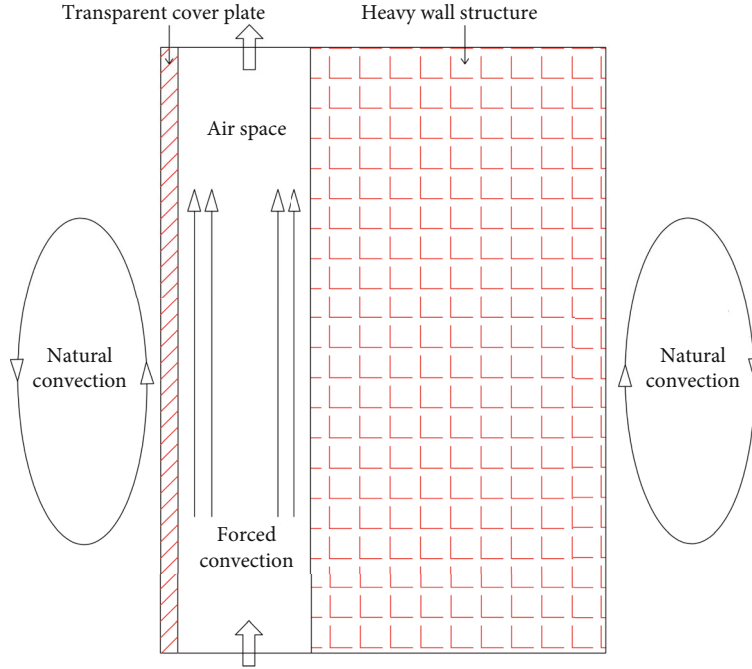 Transparent cover plate
Heavy wall structure
Air space
Natural
convection
Natural
convection
Forced
convection